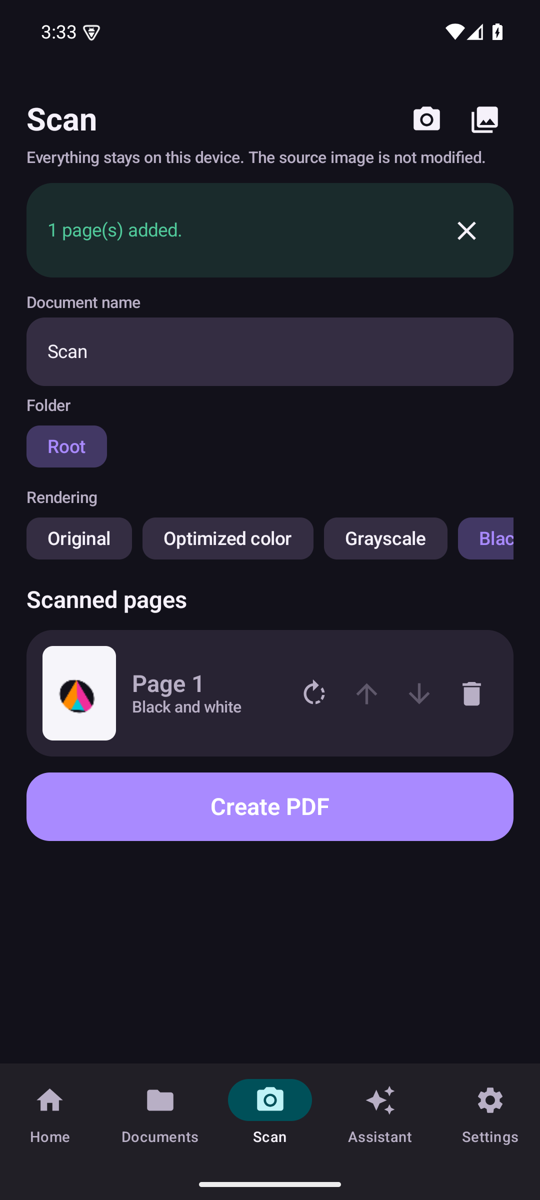 3:33
Scan
Everything stays on this device. The source image is not modified.
1 page(s) added.
Document name
Scan
Folder
Root
Rendering
Original Optimized color Grayscale Blac
Scanned pages
Page 1
Black and white
Create PDF
Home Documents Scan Assistant Settings